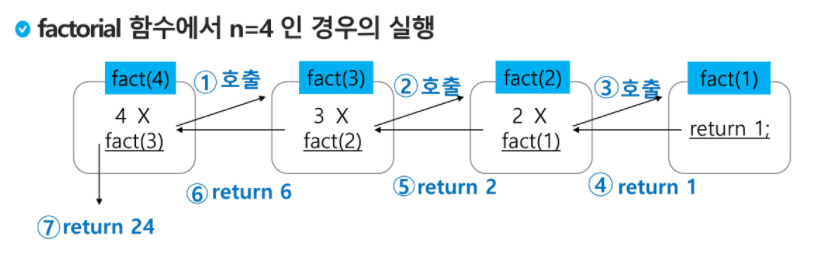 factorial 함수에서 n=4 인 경우의 실행
fact(4) ①호출 fact(3) ②호출 fact(2) ③호출 fact(1)
4 X 3 X 2 X
fact(3) fact(2) fact(1) return 1;
⑥return 6 ⑤return 2 ④ return 1
⑦return 24